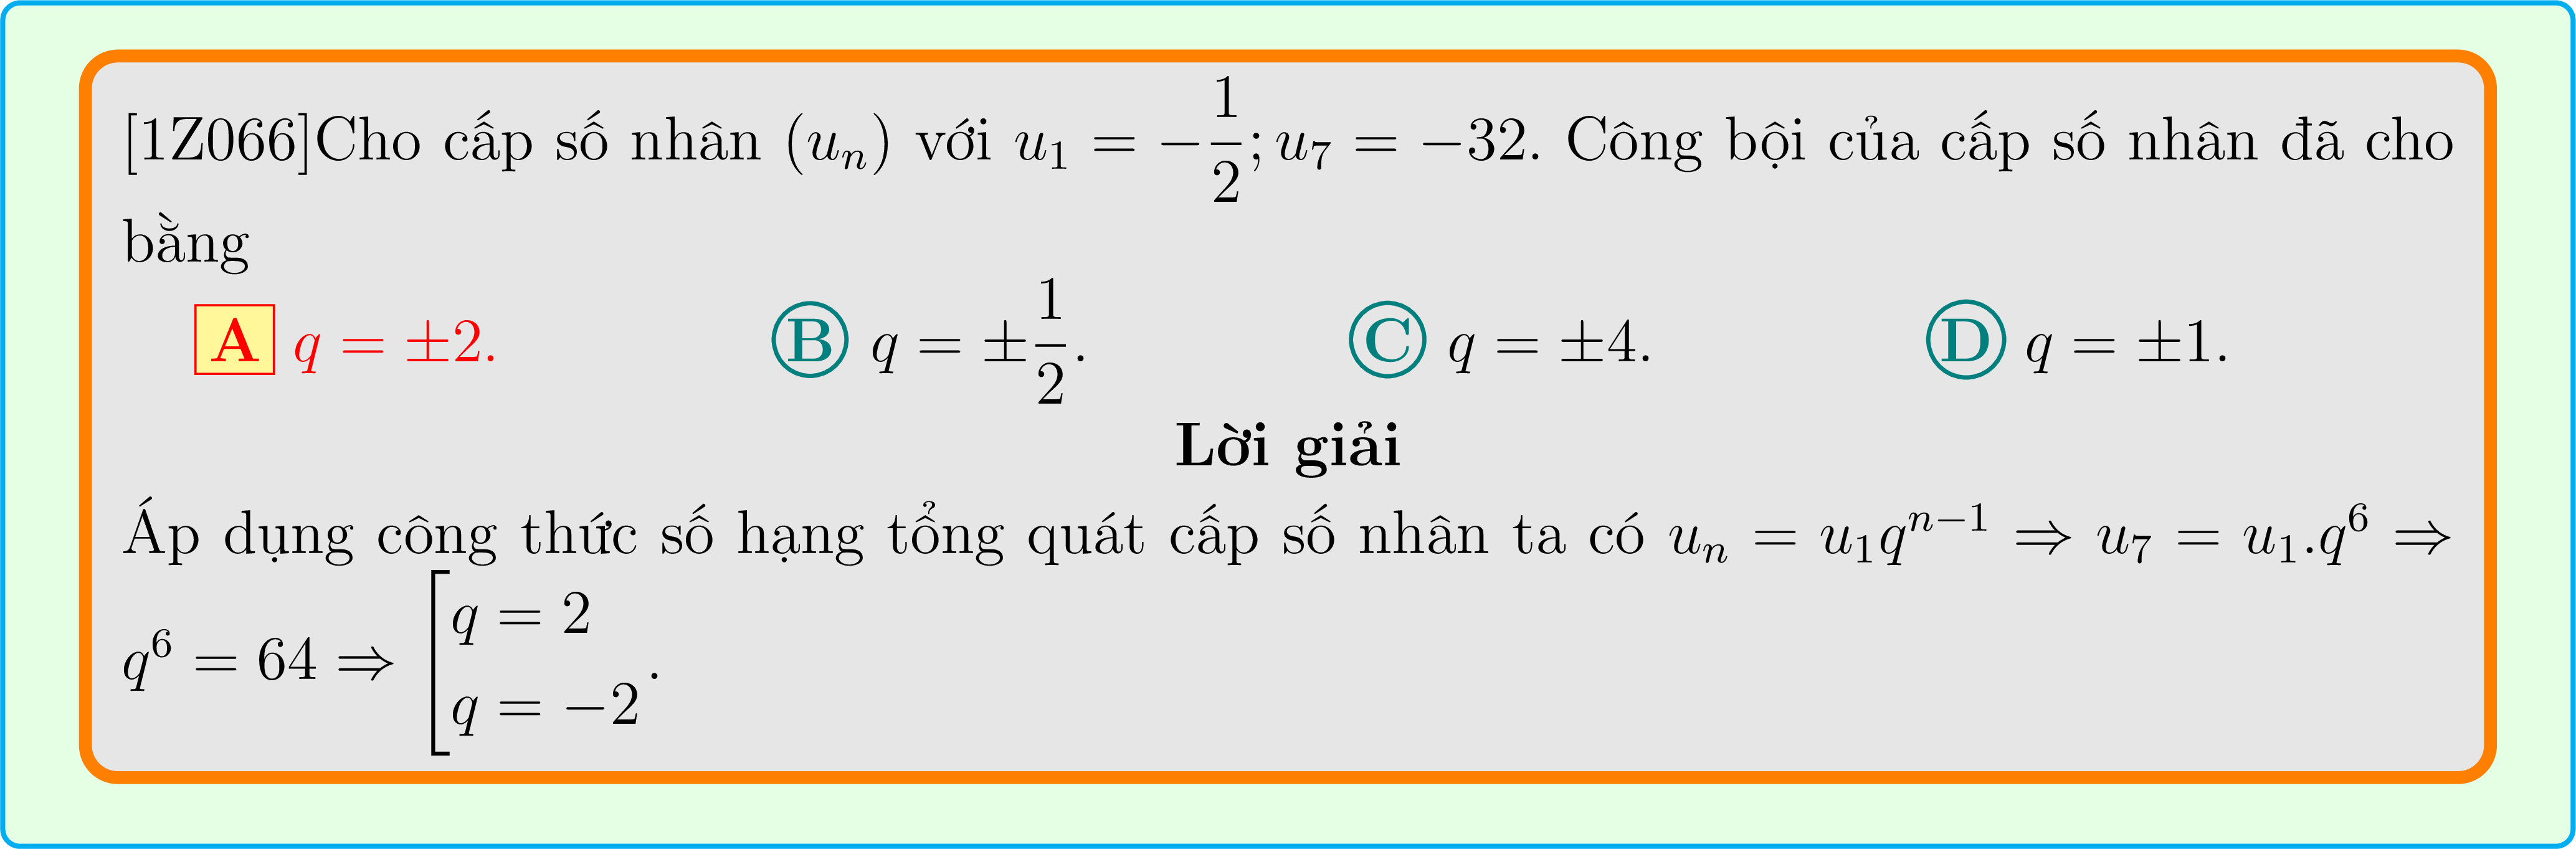 [1Z066]Cho cấp số nhân $(u_n)$ với $u_1 = -\dfrac{1}{2}; u_7 = -32$. Công bội của cấp số nhân đã cho
bằng
A $q = \pm 2.$ B $q = \pm\dfrac{1}{2}.$ C $q = \pm 4.$ D $q = \pm 1.$
Lời giải
Áp dụng công thức số hạng tổng quát cấp số nhân ta có $u_n = u_1 q^{n-1} \Rightarrow u_7 = u_1.q^6 \Rightarrow$
$q^6 = 64 \Rightarrow \left[\begin{array}{l} q = 2 \\ q = -2 \end{array}\right..$